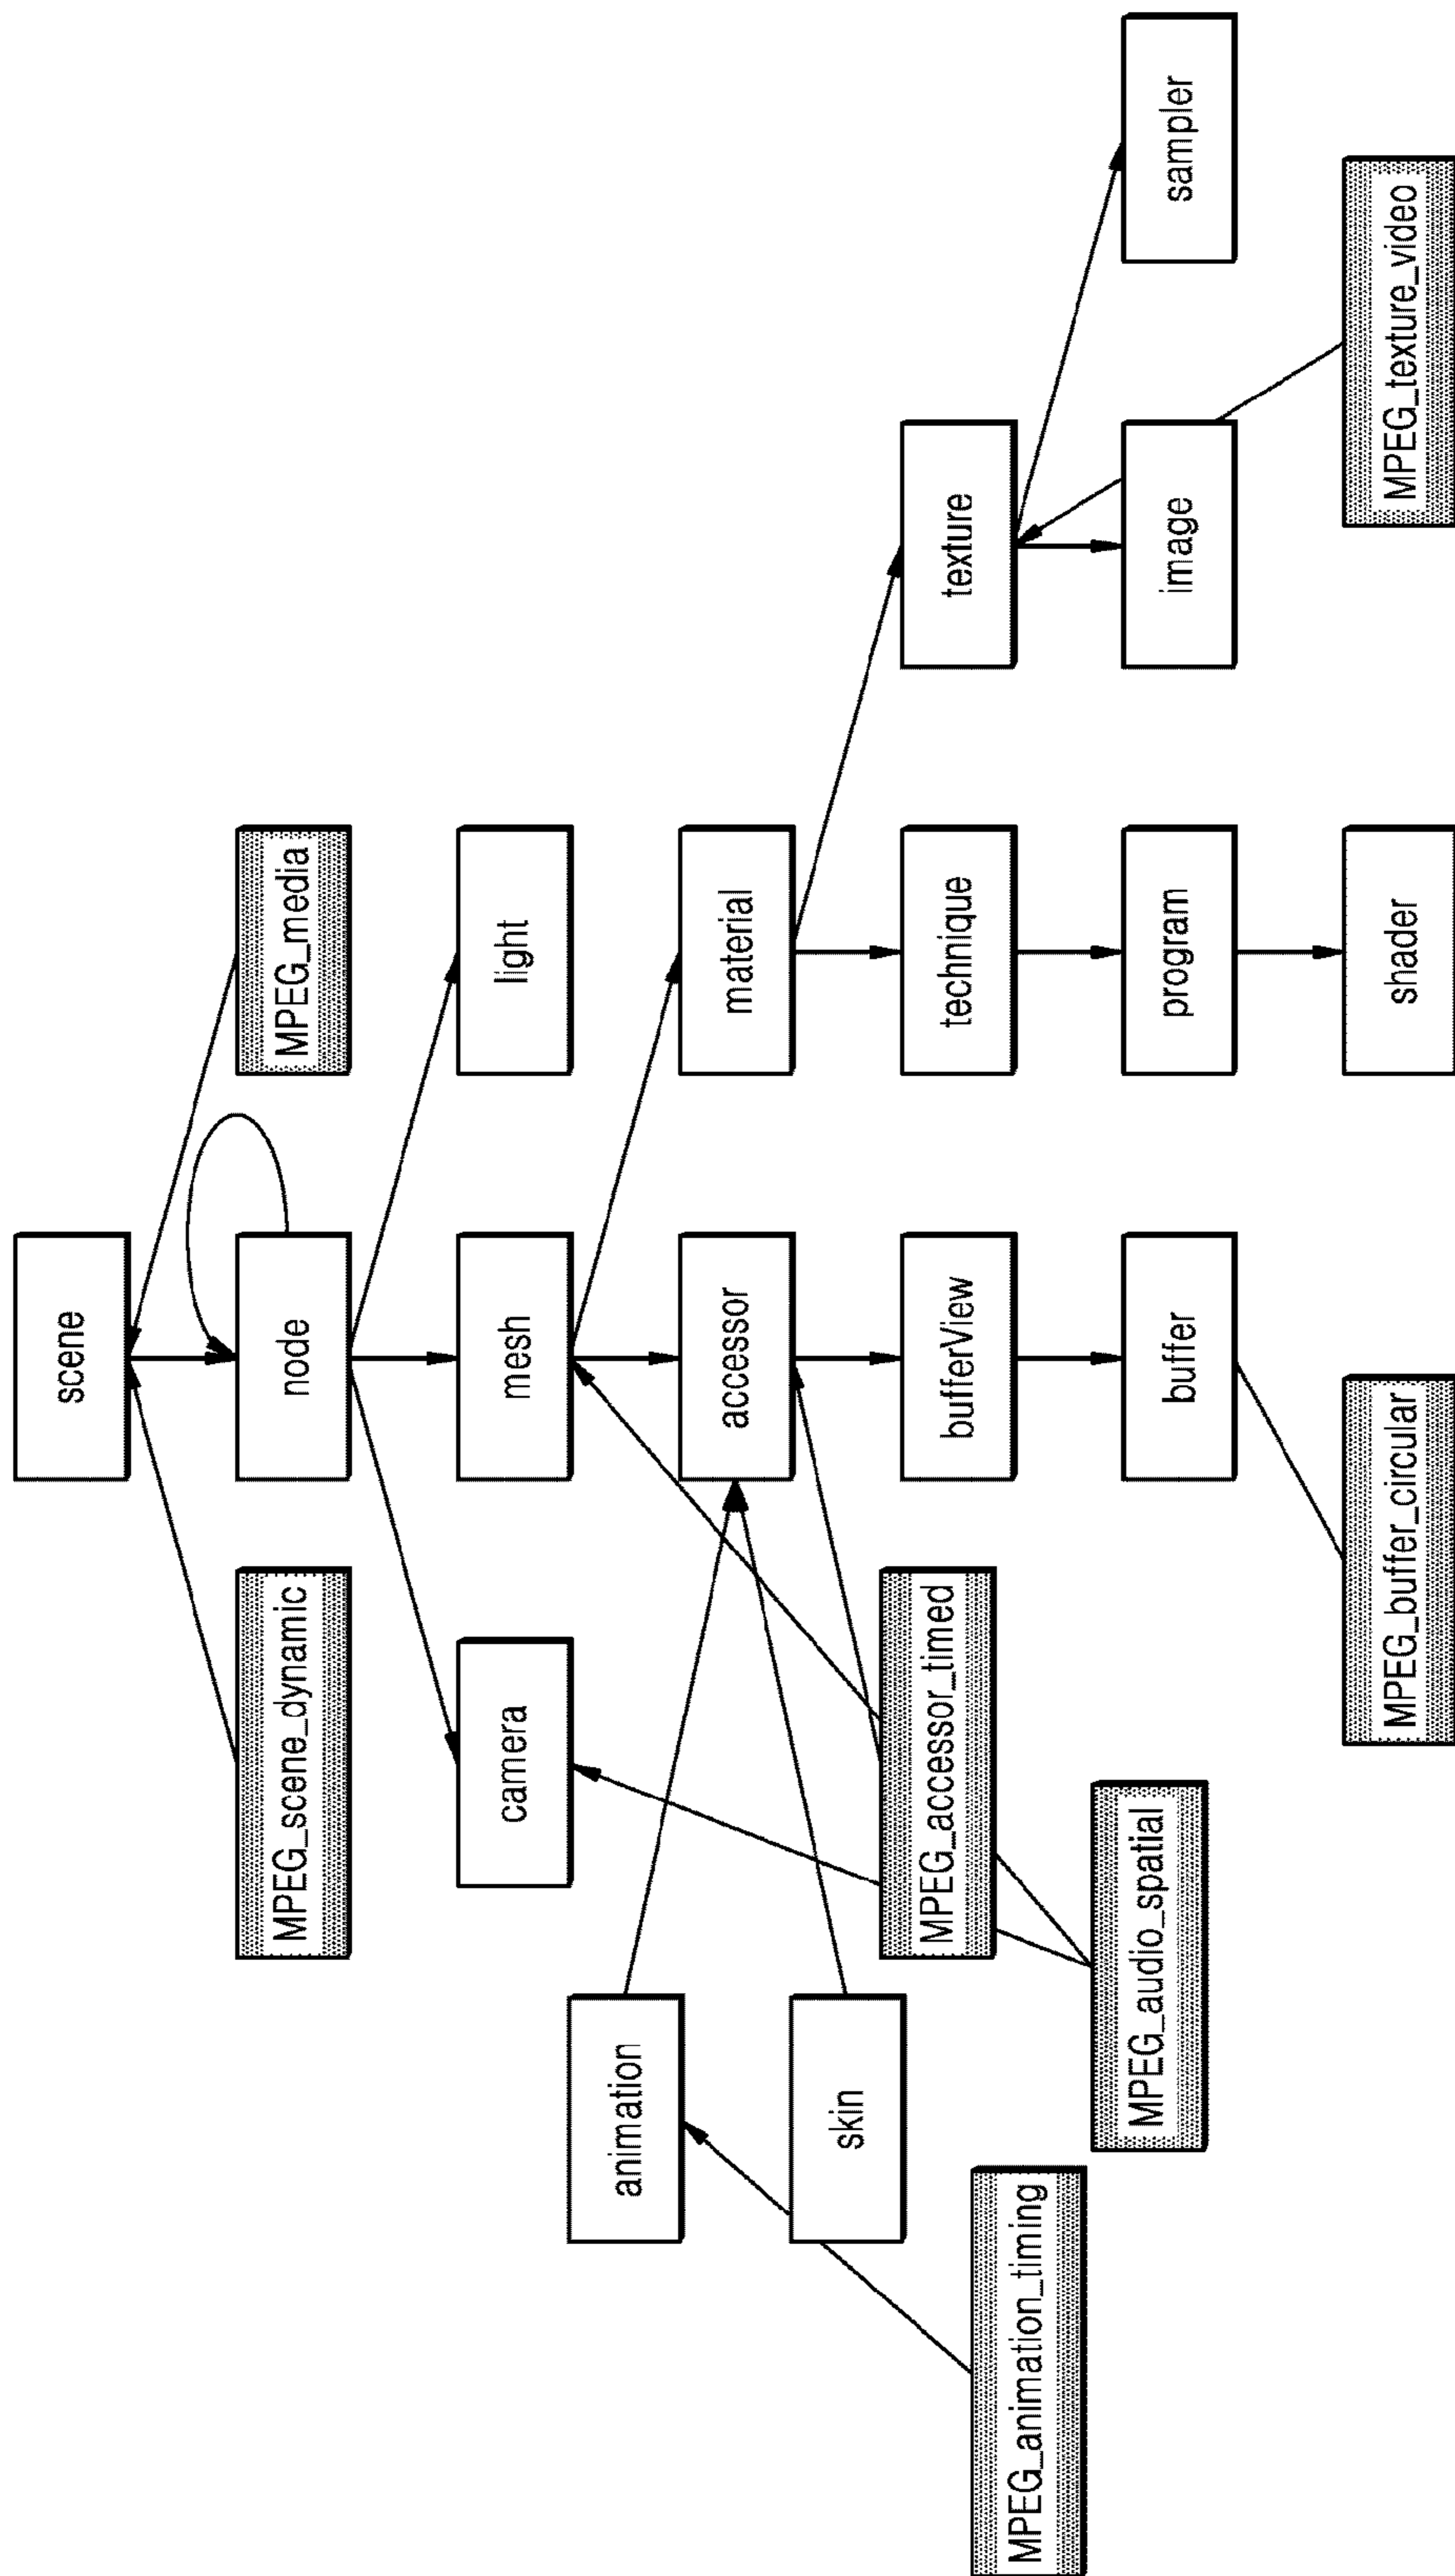 scene
MPEG_scene_dynamic
node
MPEG_media
camera
mesh
light
animation
accessor
material
skin
MPEG_accessor_timed
bufferView
technique
texture
MPEG_animation_timing
MPEG_audio_spatial
buffer
program
image
sampler
MPEG_buffer_circular
shader
MPEG_texture_video